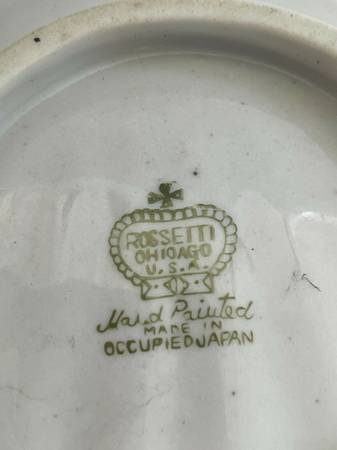 ROSSETTI
CHICAGO
U.S.A.
Hand Painted
MADE IN
OCCUPIED JAPAN